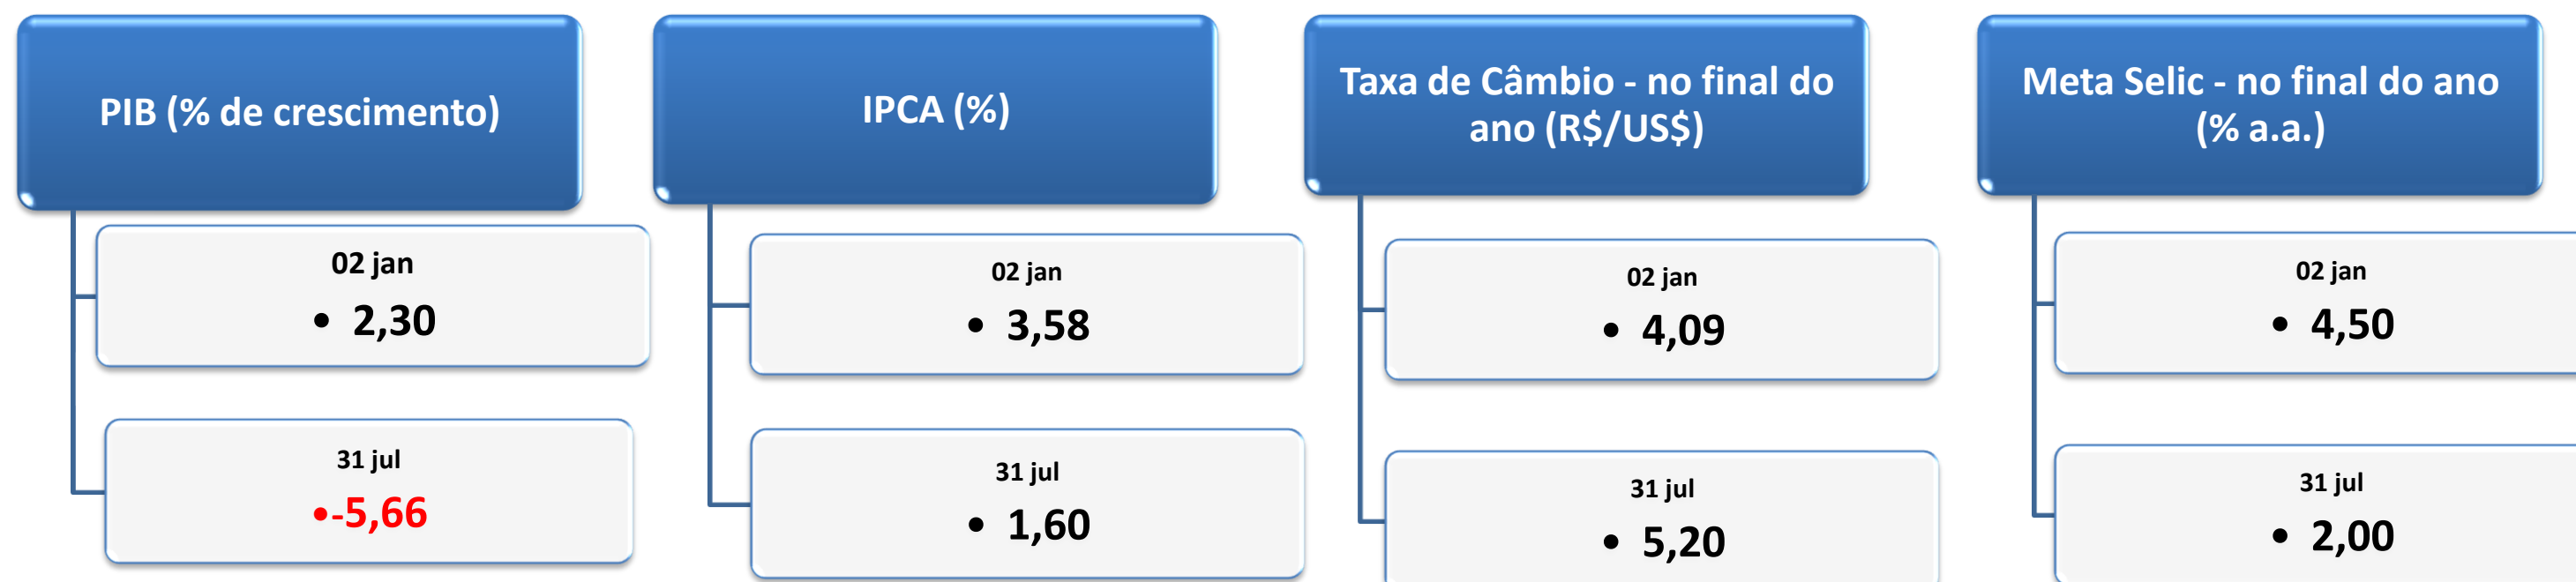 PIB (% de crescimento)
02 jan
• 2,30
31 jul
•-5,66
IPCA (%)
02 jan
• 3,58
31 jul
• 1,60
Taxa de Câmbio - no final do
ano (R$/US$)
02 jan
• 4,09
31 jul
• 5,20
Meta Selic - no final do ano
(% a.a.)
02 jan
• 4,50
31 jul
• 2,00